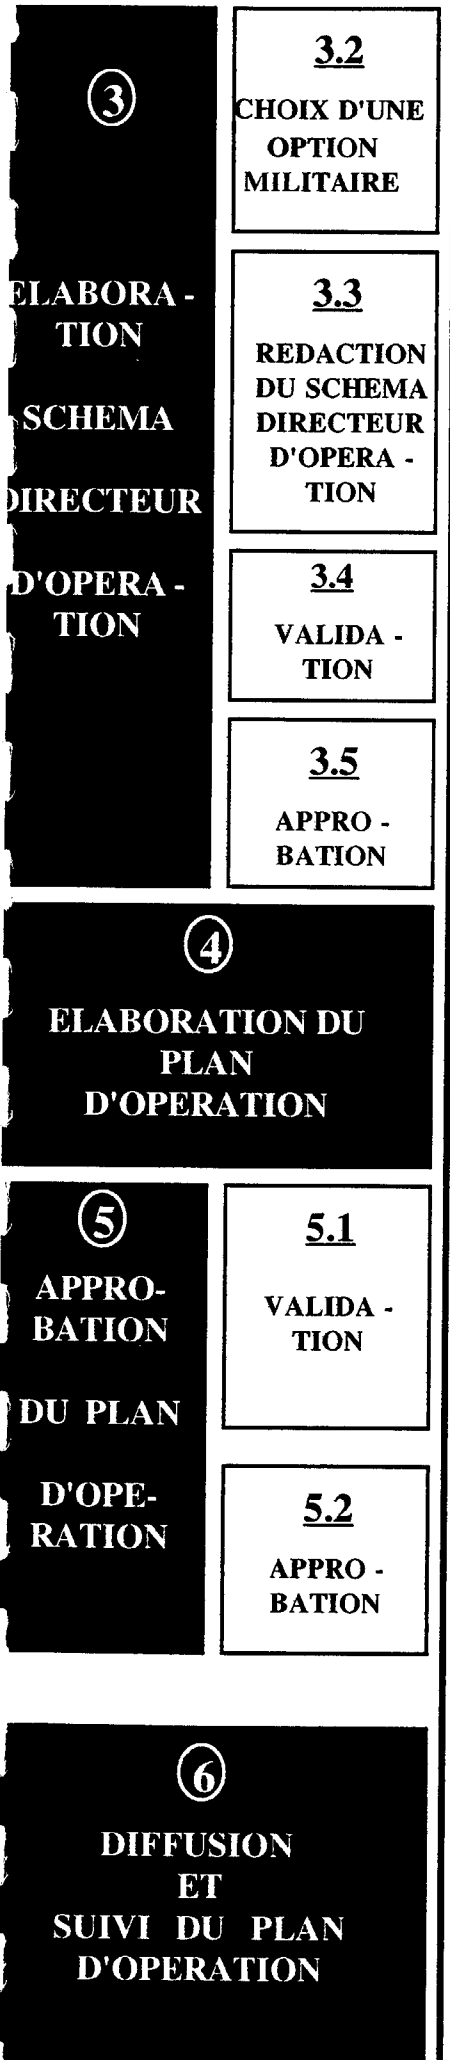 3
ELABORA -
TION
SCHEMA
DIRECTEUR
D'OPERA -
TION
3.2
CHOIX D'UNE
OPTION
MILITAIRE
3.3
REDACTION
DU SCHEMA
DIRECTEUR
D'OPERA -
TION
3.4
VALIDA -
TION
3.5
APPRO -
BATION
4
ELABORATION DU
PLAN
D'OPERATION
5
APPRO-
BATION
DU PLAN
D'OPE-
RATION
5.1
VALIDA -
TION
5.2
APPRO -
BATION
6
DIFFUSION
ET
SUIVI DU PLAN
D'OPERATION